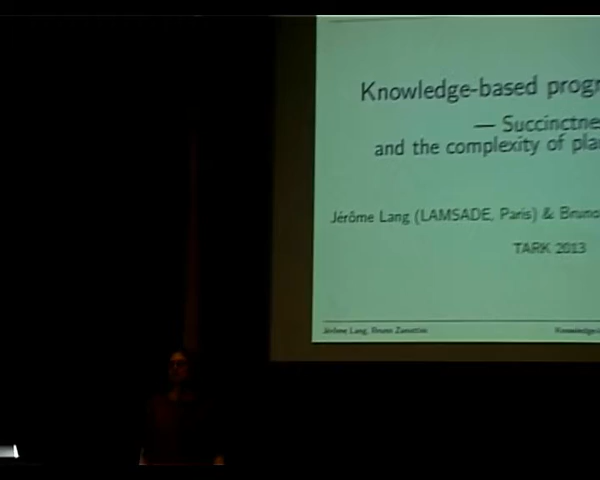 Knowledge-based progr
— Succinctne
and the complexity of pla
Jérôme Lang (LAMSADE, Paris) & Bruno
TARK 2013
Jérôme Lang, Bruno Zanuttini
Knowledge-